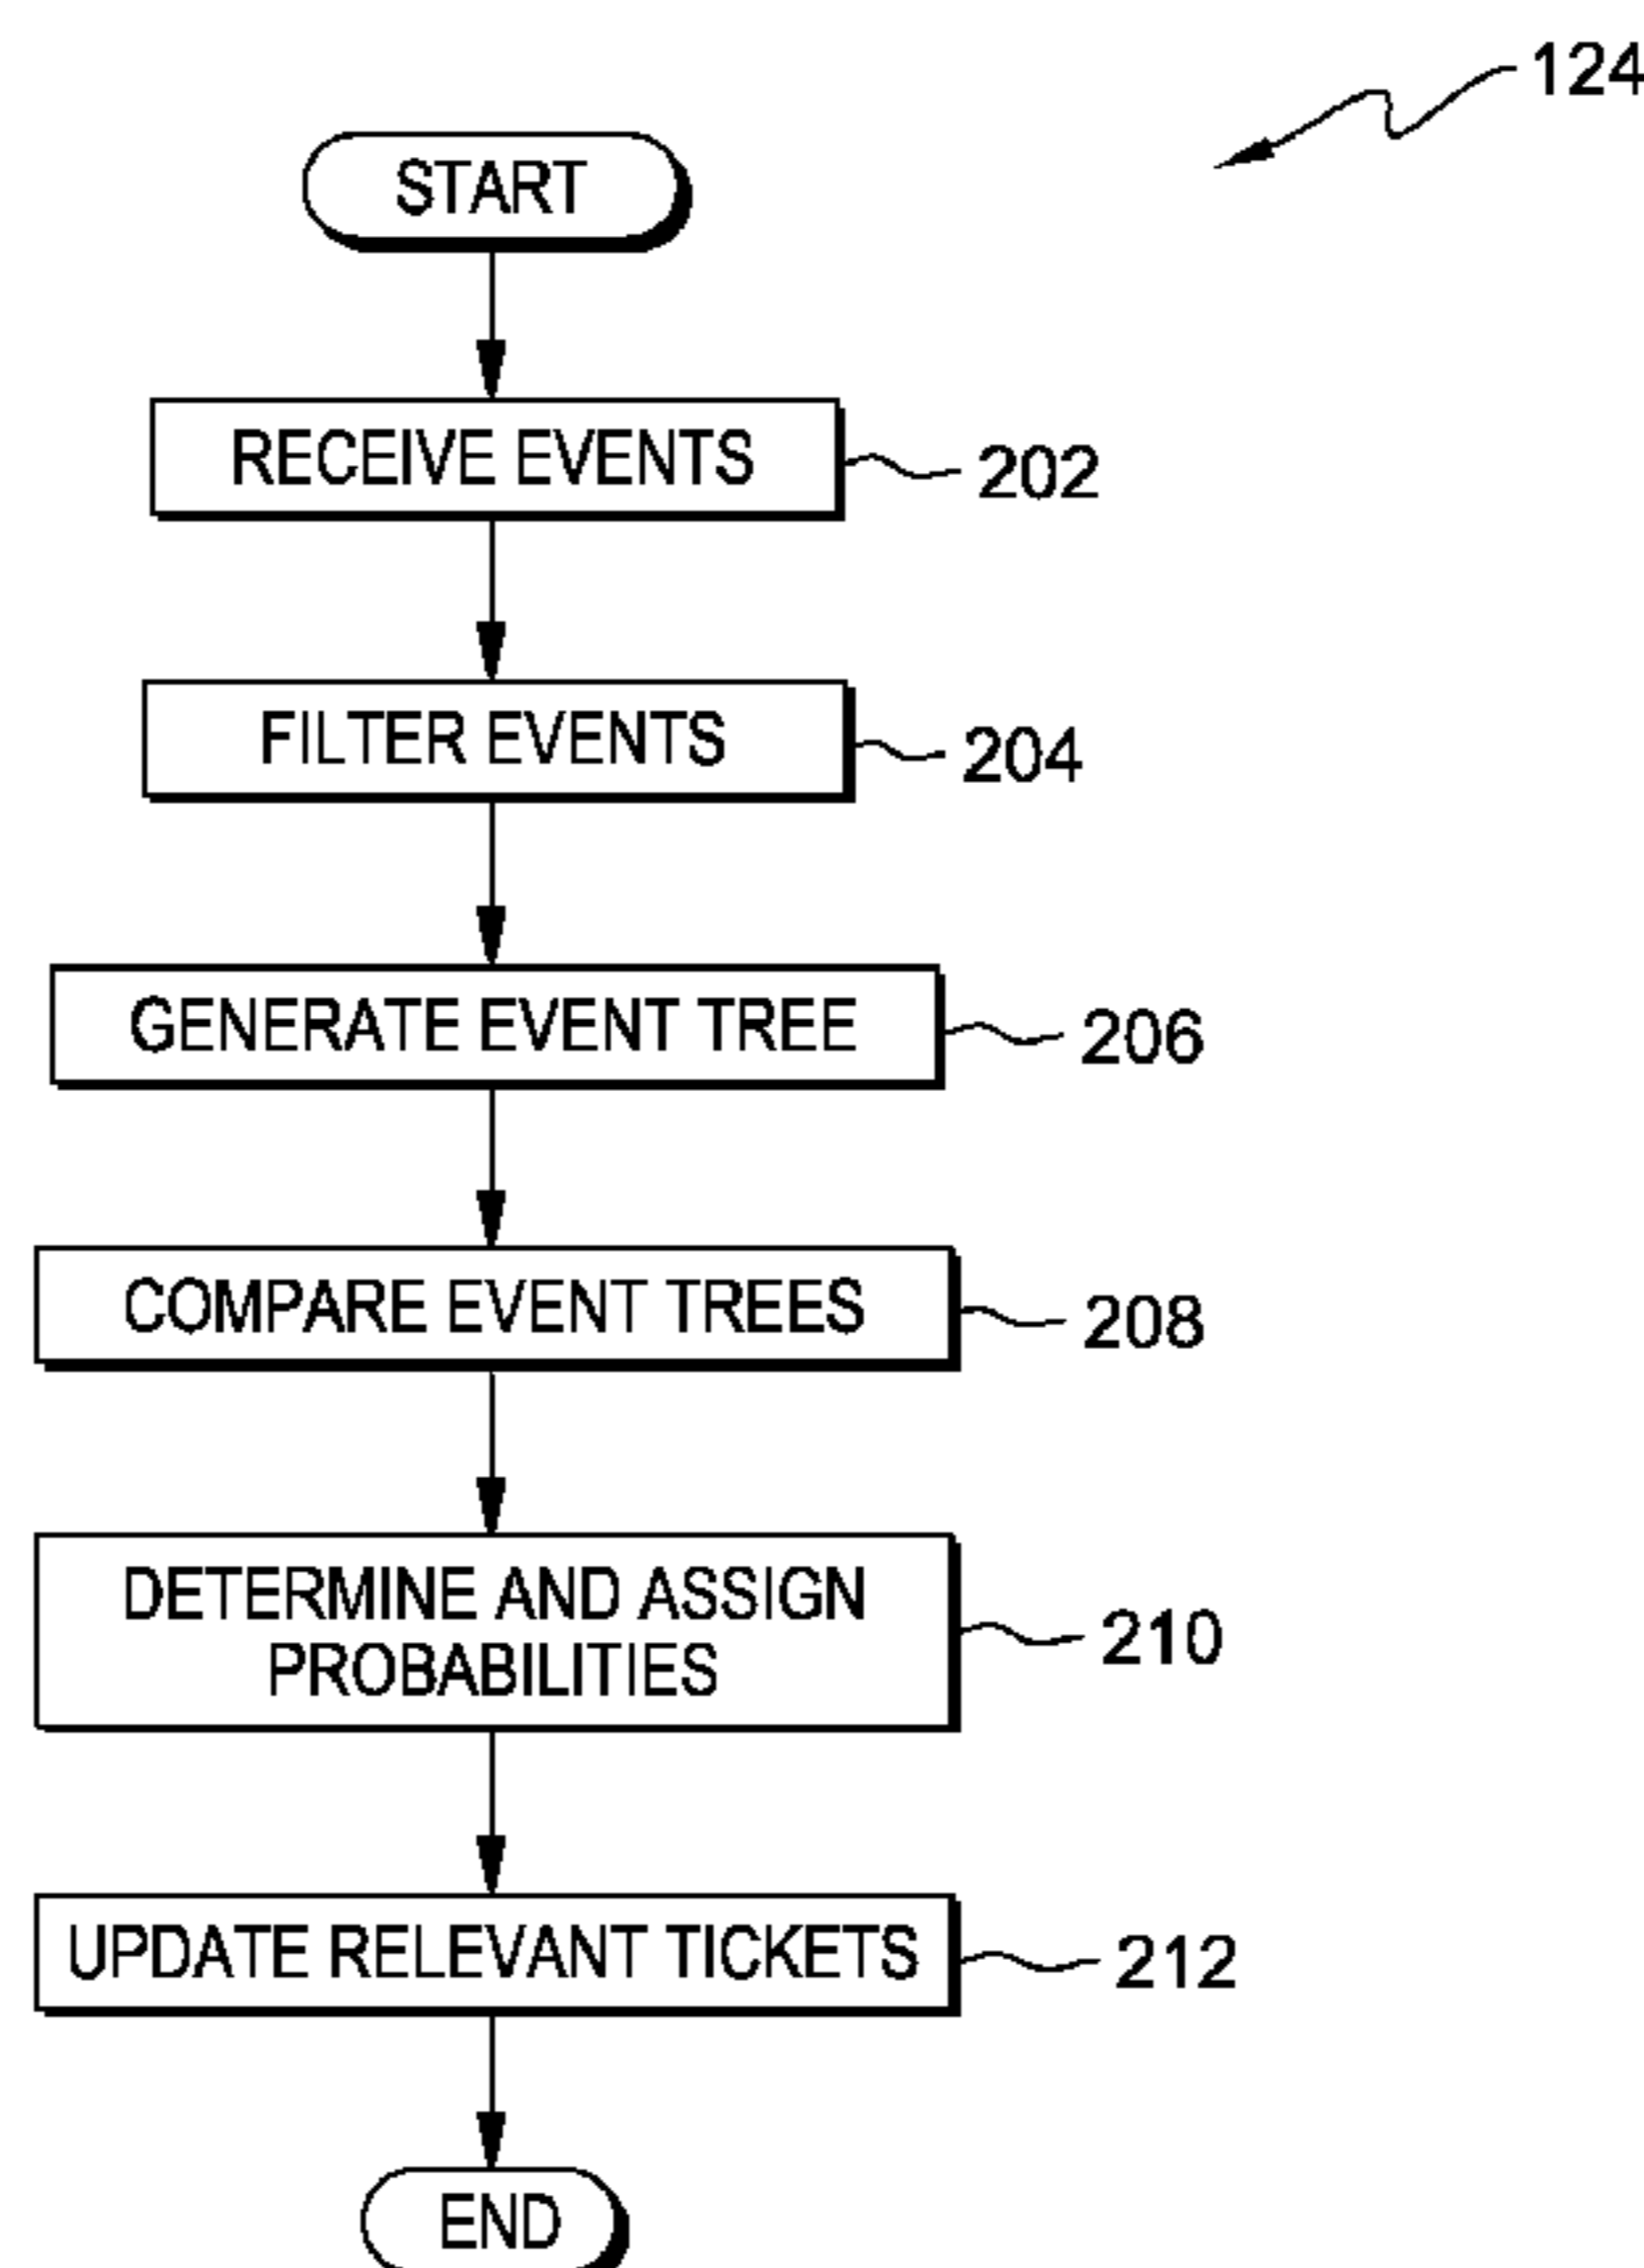 124
START
RECEIVE EVENTS
202
FILTER EVENTS
204
GENERATE EVENT TREE
206
COMPARE EVENT TREES
208
DETERMINE AND ASSIGN
PROBABILITIES
210
UPDATE RELEVANT TICKETS
212
END